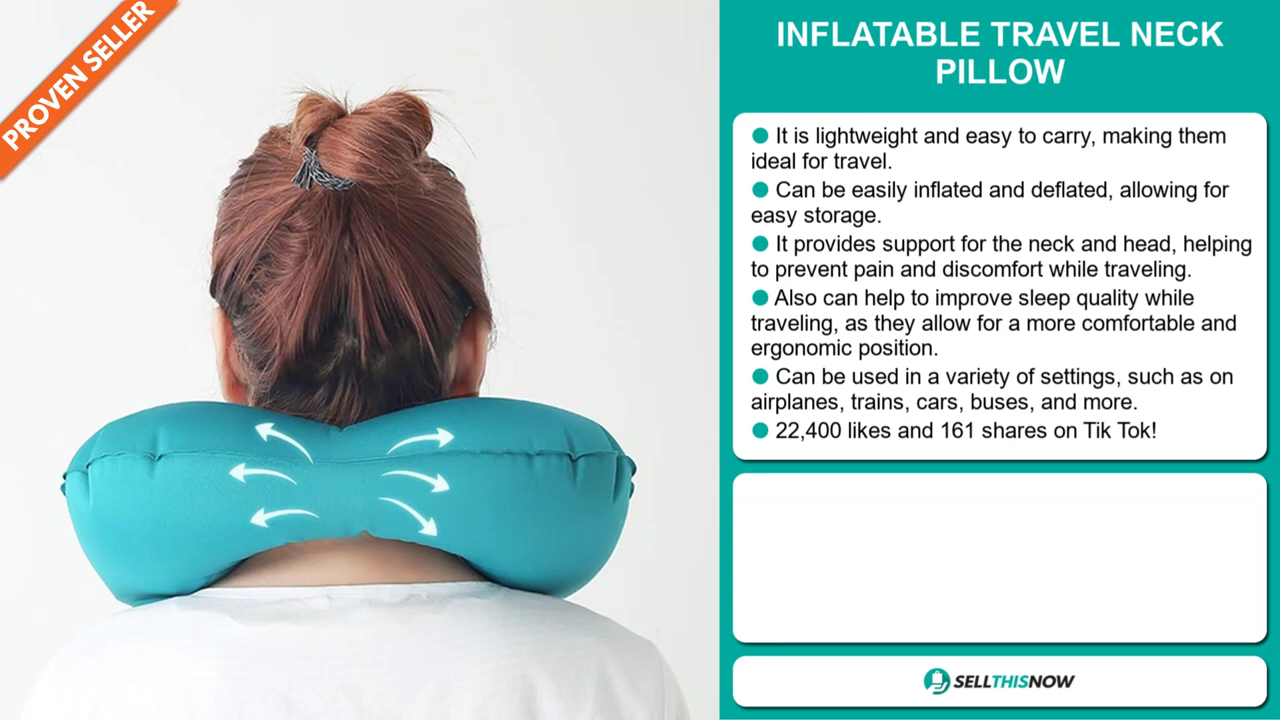 PROVEN SELLER
INFLATABLE TRAVEL NECK
PILLOW
● It is lightweight and easy to carry, making them
ideal for travel.
● Can be easily inflated and deflated, allowing for
easy storage.
● It provides support for the neck and head, helping
to prevent pain and discomfort while traveling.
● Also can help to improve sleep quality while
traveling, as they allow for a more comfortable and
ergonomic position.
● Can be used in a variety of settings, such as on
airplanes, trains, cars, buses, and more.
● 22,400 likes and 161 shares on Tik Tok!
SELLTHISNOW